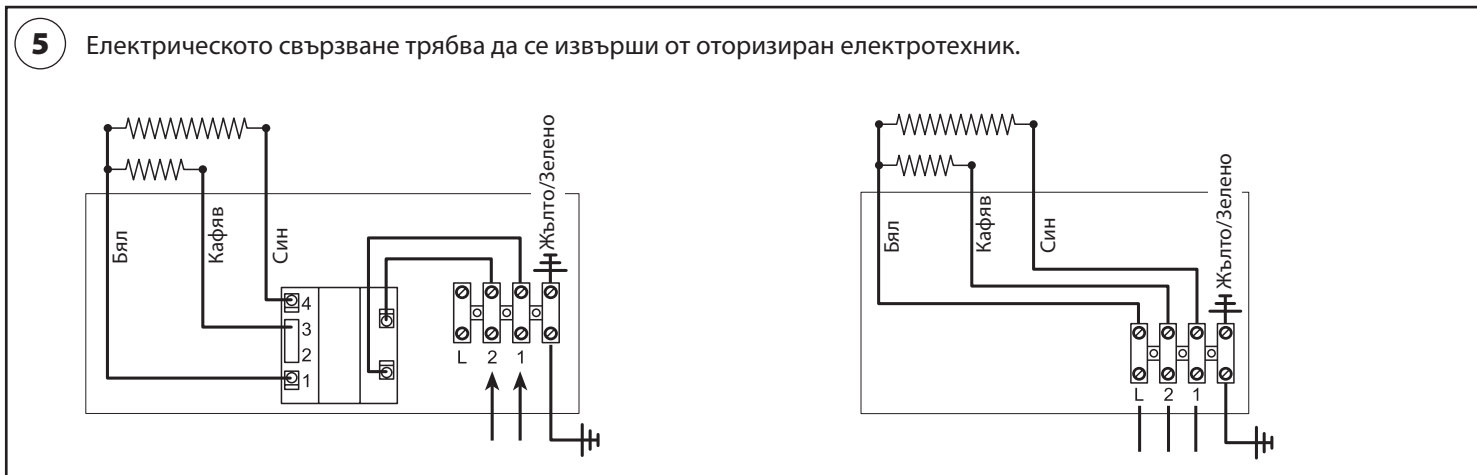 5 Електрическото свързване трябва да се извърши от оторизиран електротехник.
Бял
Кафяв
Син
Жълто/Зелено
4
3
2
1
L 2 1
Бял
Кафяв
Син
Жълто/Зелено
L 2 1